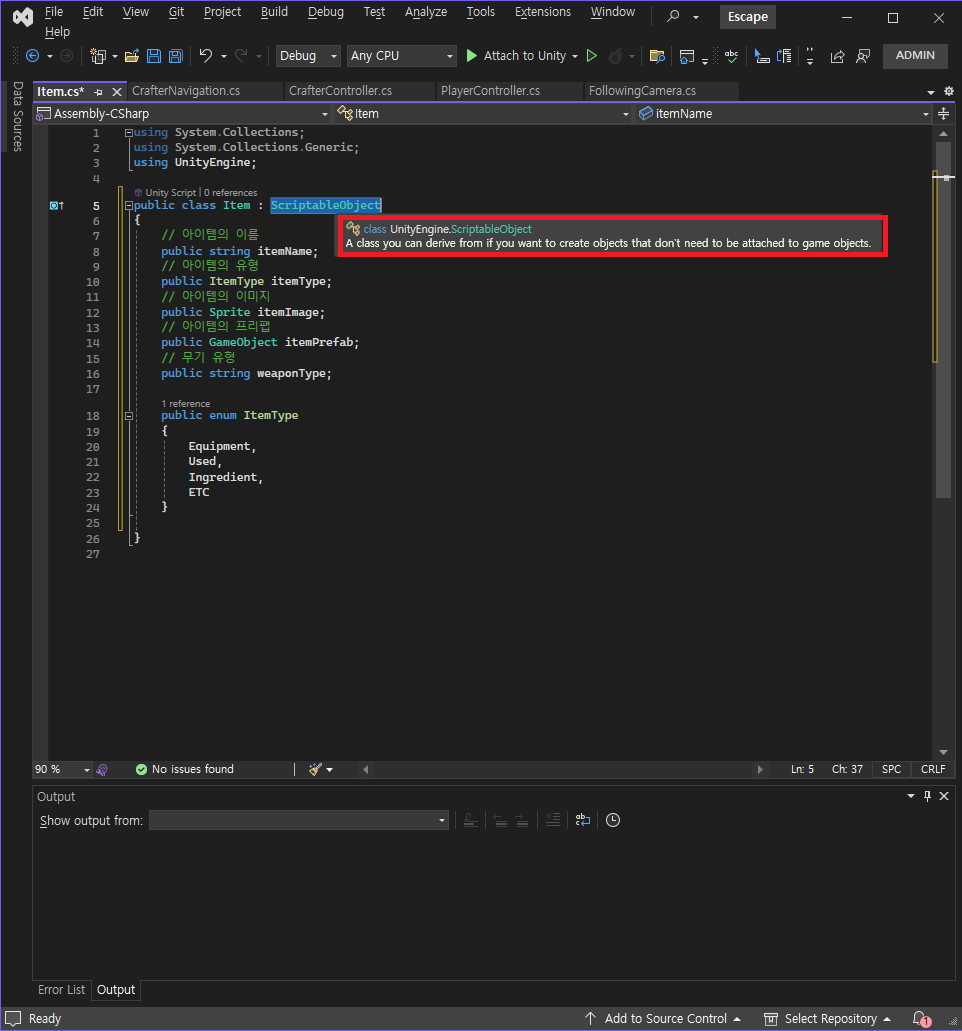 File Edit View Git Project Build Debug Test Analyze Tools Extensions Window Escape
Help
Debug Any CPU Attach to Unity abc ADMIN
Data Sources
Item.cs* CrafterNavigation.cs CrafterController.cs PlayerController.cs FollowingCamera.cs
Assembly-CSharp Item itemName
1 using System.Collections;
2 using System.Collections.Generic;
3 using UnityEngine;
4
Unity Script | 0 references
5 public class Item : ScriptableObject
6 {
class UnityEngine.ScriptableObject
A class you can derive from if you want to create objects that don't need to be attached to game objects.
7 // 아이템의 이름
8 public string itemName;
9 // 아이템의 유형
10 public ItemType itemType;
11 // 아이템의 이미지
12 public Sprite itemImage;
13 // 아이템의 프리팹
14 public GameObject itemPrefab;
15 // 무기 유형
16 public string weaponType;
17
1 reference
18 public enum ItemType
19 {
20 Equipment,
21 Used,
22 Ingredient,
23 ETC
24 }
25
26 }
27
90 % No issues found Ln: 5 Ch: 37 SPC CRLF
Output
Show output from:
Error List Output
Ready Add to Source Control Select Repository 1